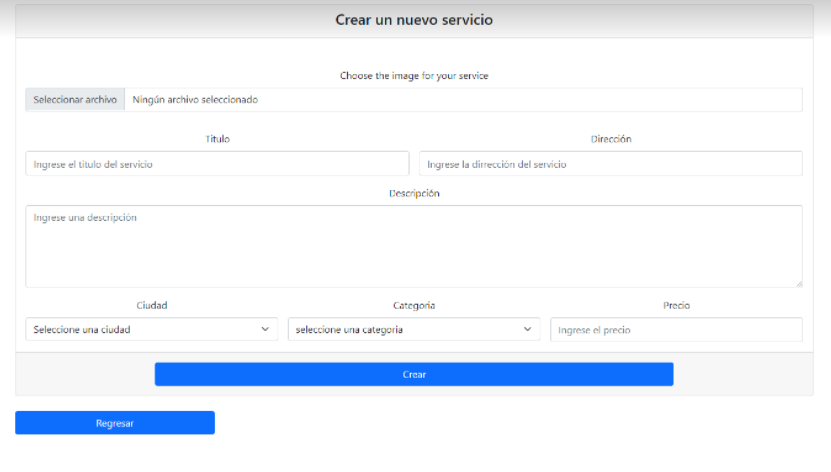 Crear un nuevo servicio
Choose the image for your service
Seleccionar archivo Ningún archivo seleccionado
Título Dirección
Ingrese el título del servicio Ingrese la dirrección del servicio
Descripción
Ingrese una descripción
Ciudad Categoria Precio
Seleccione una ciudad seleccione una categoria Ingrese el precio
Crear
Regresar